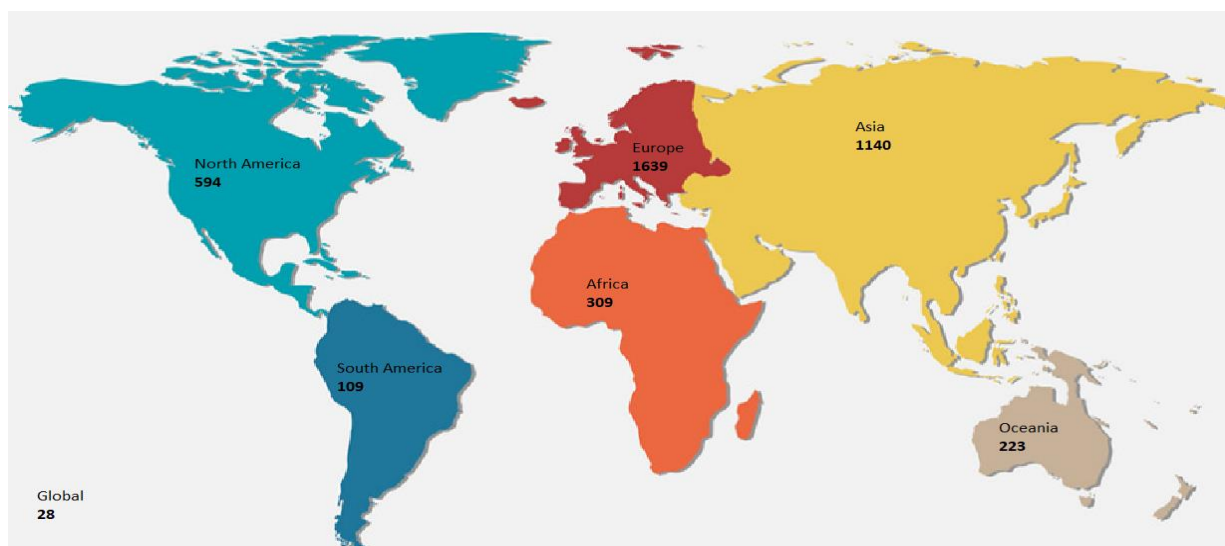 Asia
1140
Europe
1639
North America
594
Africa
309
South America
109
Oceania
223
Global
28